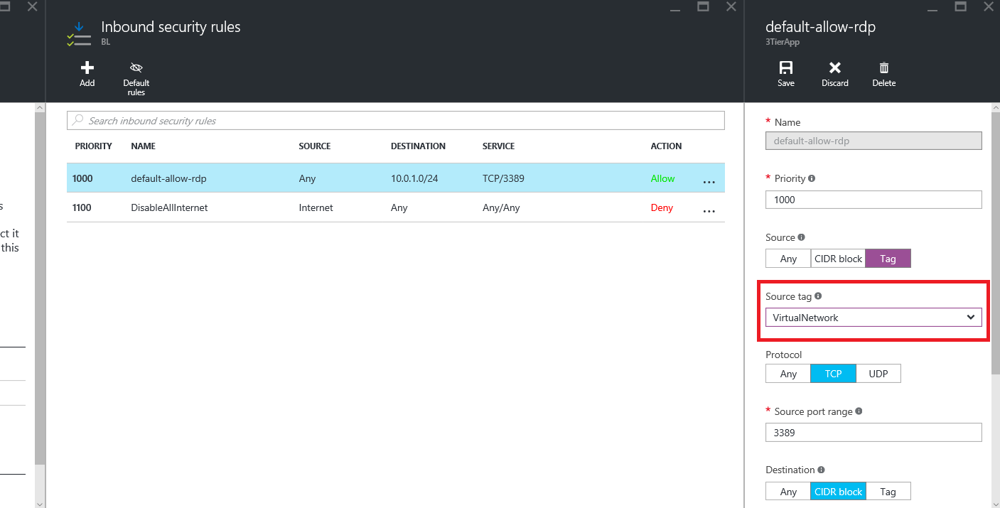 s
ct it
this
Inbound security rules
BL
Add
Default
rules
Search inbound security rules
PRIORITY NAME SOURCE DESTINATION SERVICE ACTION
1000 default-allow-rdp Any 10.0.1.0/24 TCP/3389 Allow ...
1100 DisableAllInternet Internet Any Any/Any Deny ...
default-allow-rdp
3TierApp
Save Discard Delete
* Name
default-allow-rdp
* Priority
1000
Source
Any CIDR block Tag
Source tag
VirtualNetwork
Protocol
Any TCP UDP
* Source port range
3389
Destination
Any CIDR block Tag